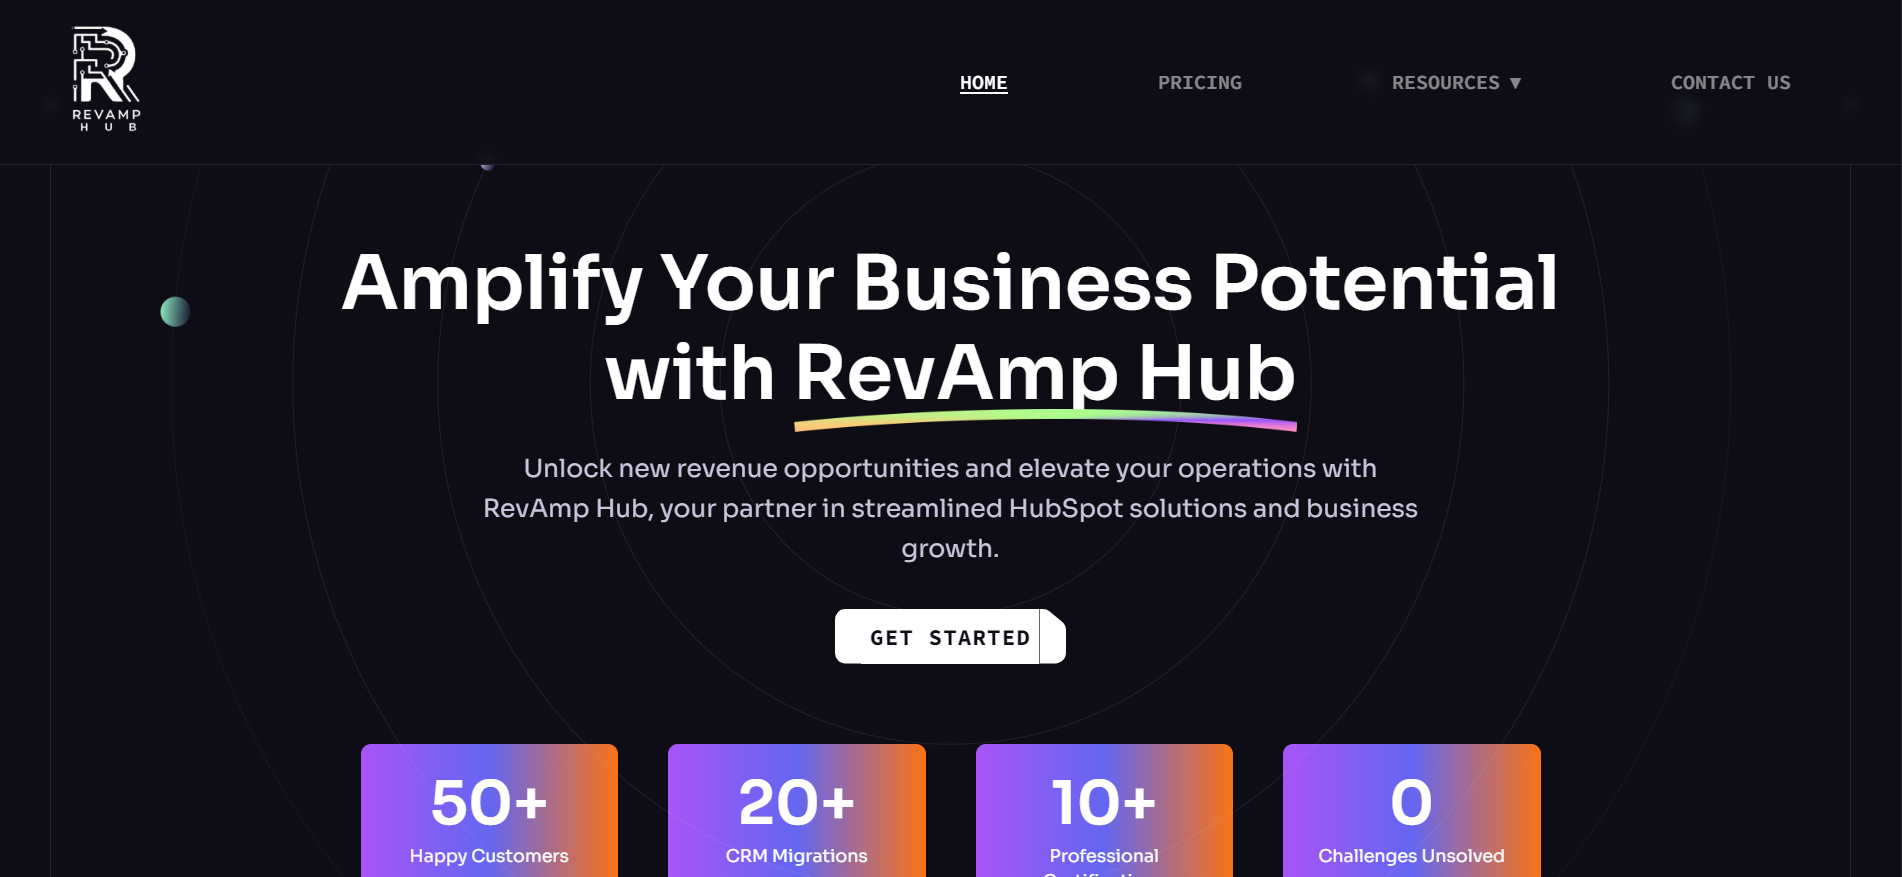 REVAMP
HUB
HOME
PRICING
RESOURCES ▼
CONTACT US
Amplify Your Business Potential
with RevAmp Hub
Unlock new revenue opportunities and elevate your operations with
RevAmp Hub, your partner in streamlined HubSpot solutions and business
growth.
GET STARTED
50+
Happy Customers
20+
CRM Migrations
10+
Professional
0
Challenges Unsolved